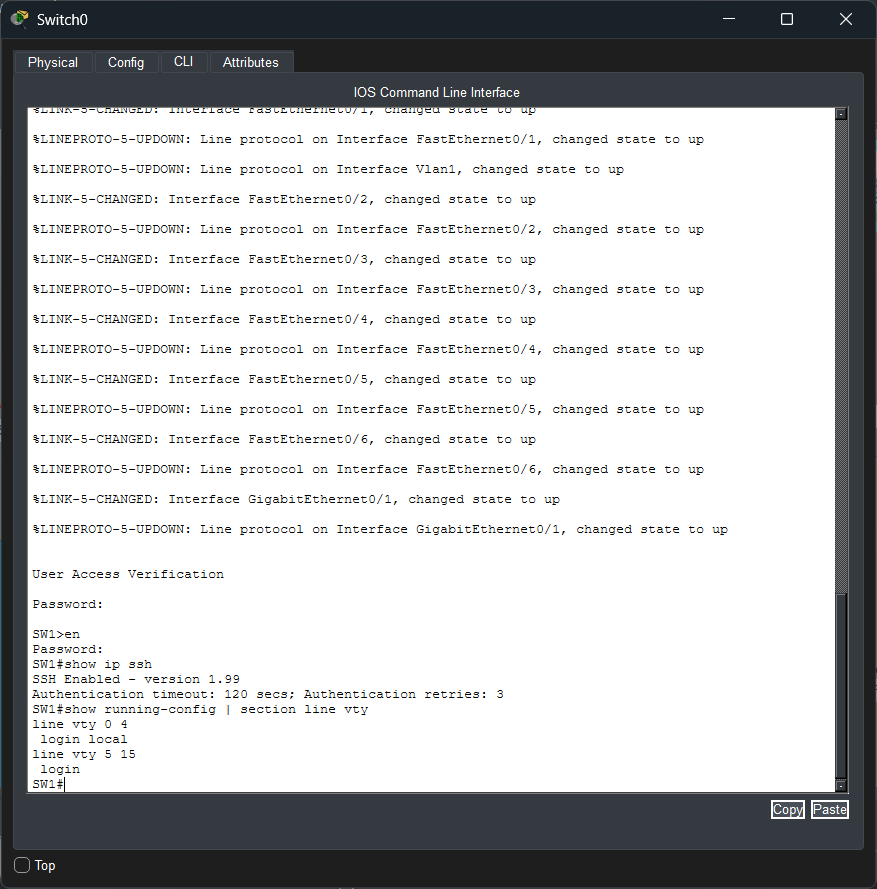 Switch0
Physical
Config
CLI
Attributes
IOS Command Line Interface
%LINK-5-CHANGED: Interface FastEthernet0/1, changed state to up
%LINEPROTO-5-UPDOWN: Line protocol on Interface FastEthernet0/1, changed state to up
%LINEPROTO-5-UPDOWN: Line protocol on Interface Vlan1, changed state to up
%LINK-5-CHANGED: Interface FastEthernet0/2, changed state to up
%LINEPROTO-5-UPDOWN: Line protocol on Interface FastEthernet0/2, changed state to up
%LINK-5-CHANGED: Interface FastEthernet0/3, changed state to up
%LINEPROTO-5-UPDOWN: Line protocol on Interface FastEthernet0/3, changed state to up
%LINK-5-CHANGED: Interface FastEthernet0/4, changed state to up
%LINEPROTO-5-UPDOWN: Line protocol on Interface FastEthernet0/4, changed state to up
%LINK-5-CHANGED: Interface FastEthernet0/5, changed state to up
%LINEPROTO-5-UPDOWN: Line protocol on Interface FastEthernet0/5, changed state to up
%LINK-5-CHANGED: Interface FastEthernet0/6, changed state to up
%LINEPROTO-5-UPDOWN: Line protocol on Interface FastEthernet0/6, changed state to up
%LINK-5-CHANGED: Interface GigabitEthernet0/1, changed state to up
%LINEPROTO-5-UPDOWN: Line protocol on Interface GigabitEthernet0/1, changed state to up
User Access Verification
Password:
SW1>en
Password:
SW1#show ip ssh
SSH Enabled - version 1.99
Authentication timeout: 120 secs; Authentication retries: 3
SW1#show running-config | section line vty
line vty 0 4
 login local
line vty 5 15
 login
SW1#
Copy Paste
Top